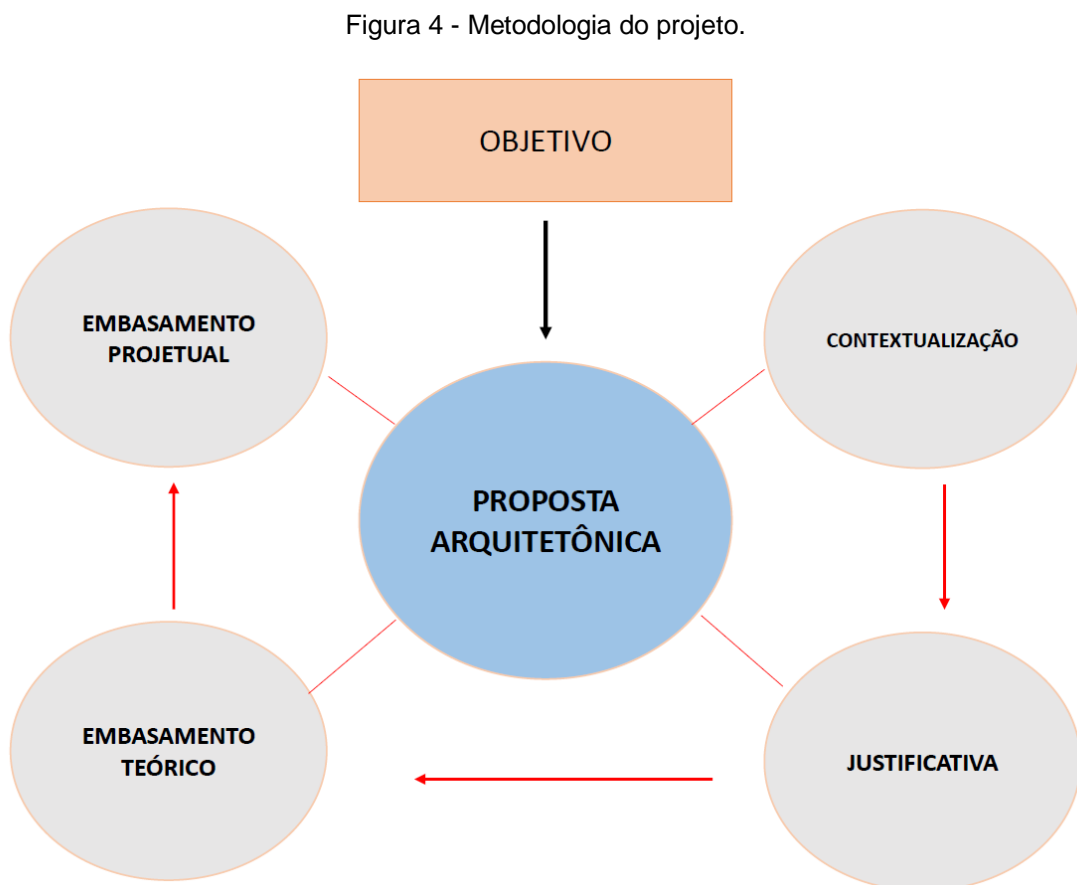 Figura 4 - Metodologia do projeto.
OBJETIVO
EMBASAMENTO
PROJETUAL
CONTEXTUALIZAÇÃO
PROPOSTA
ARQUITETÔNICA
EMBASAMENTO
TEÓRICO
JUSTIFICATIVA